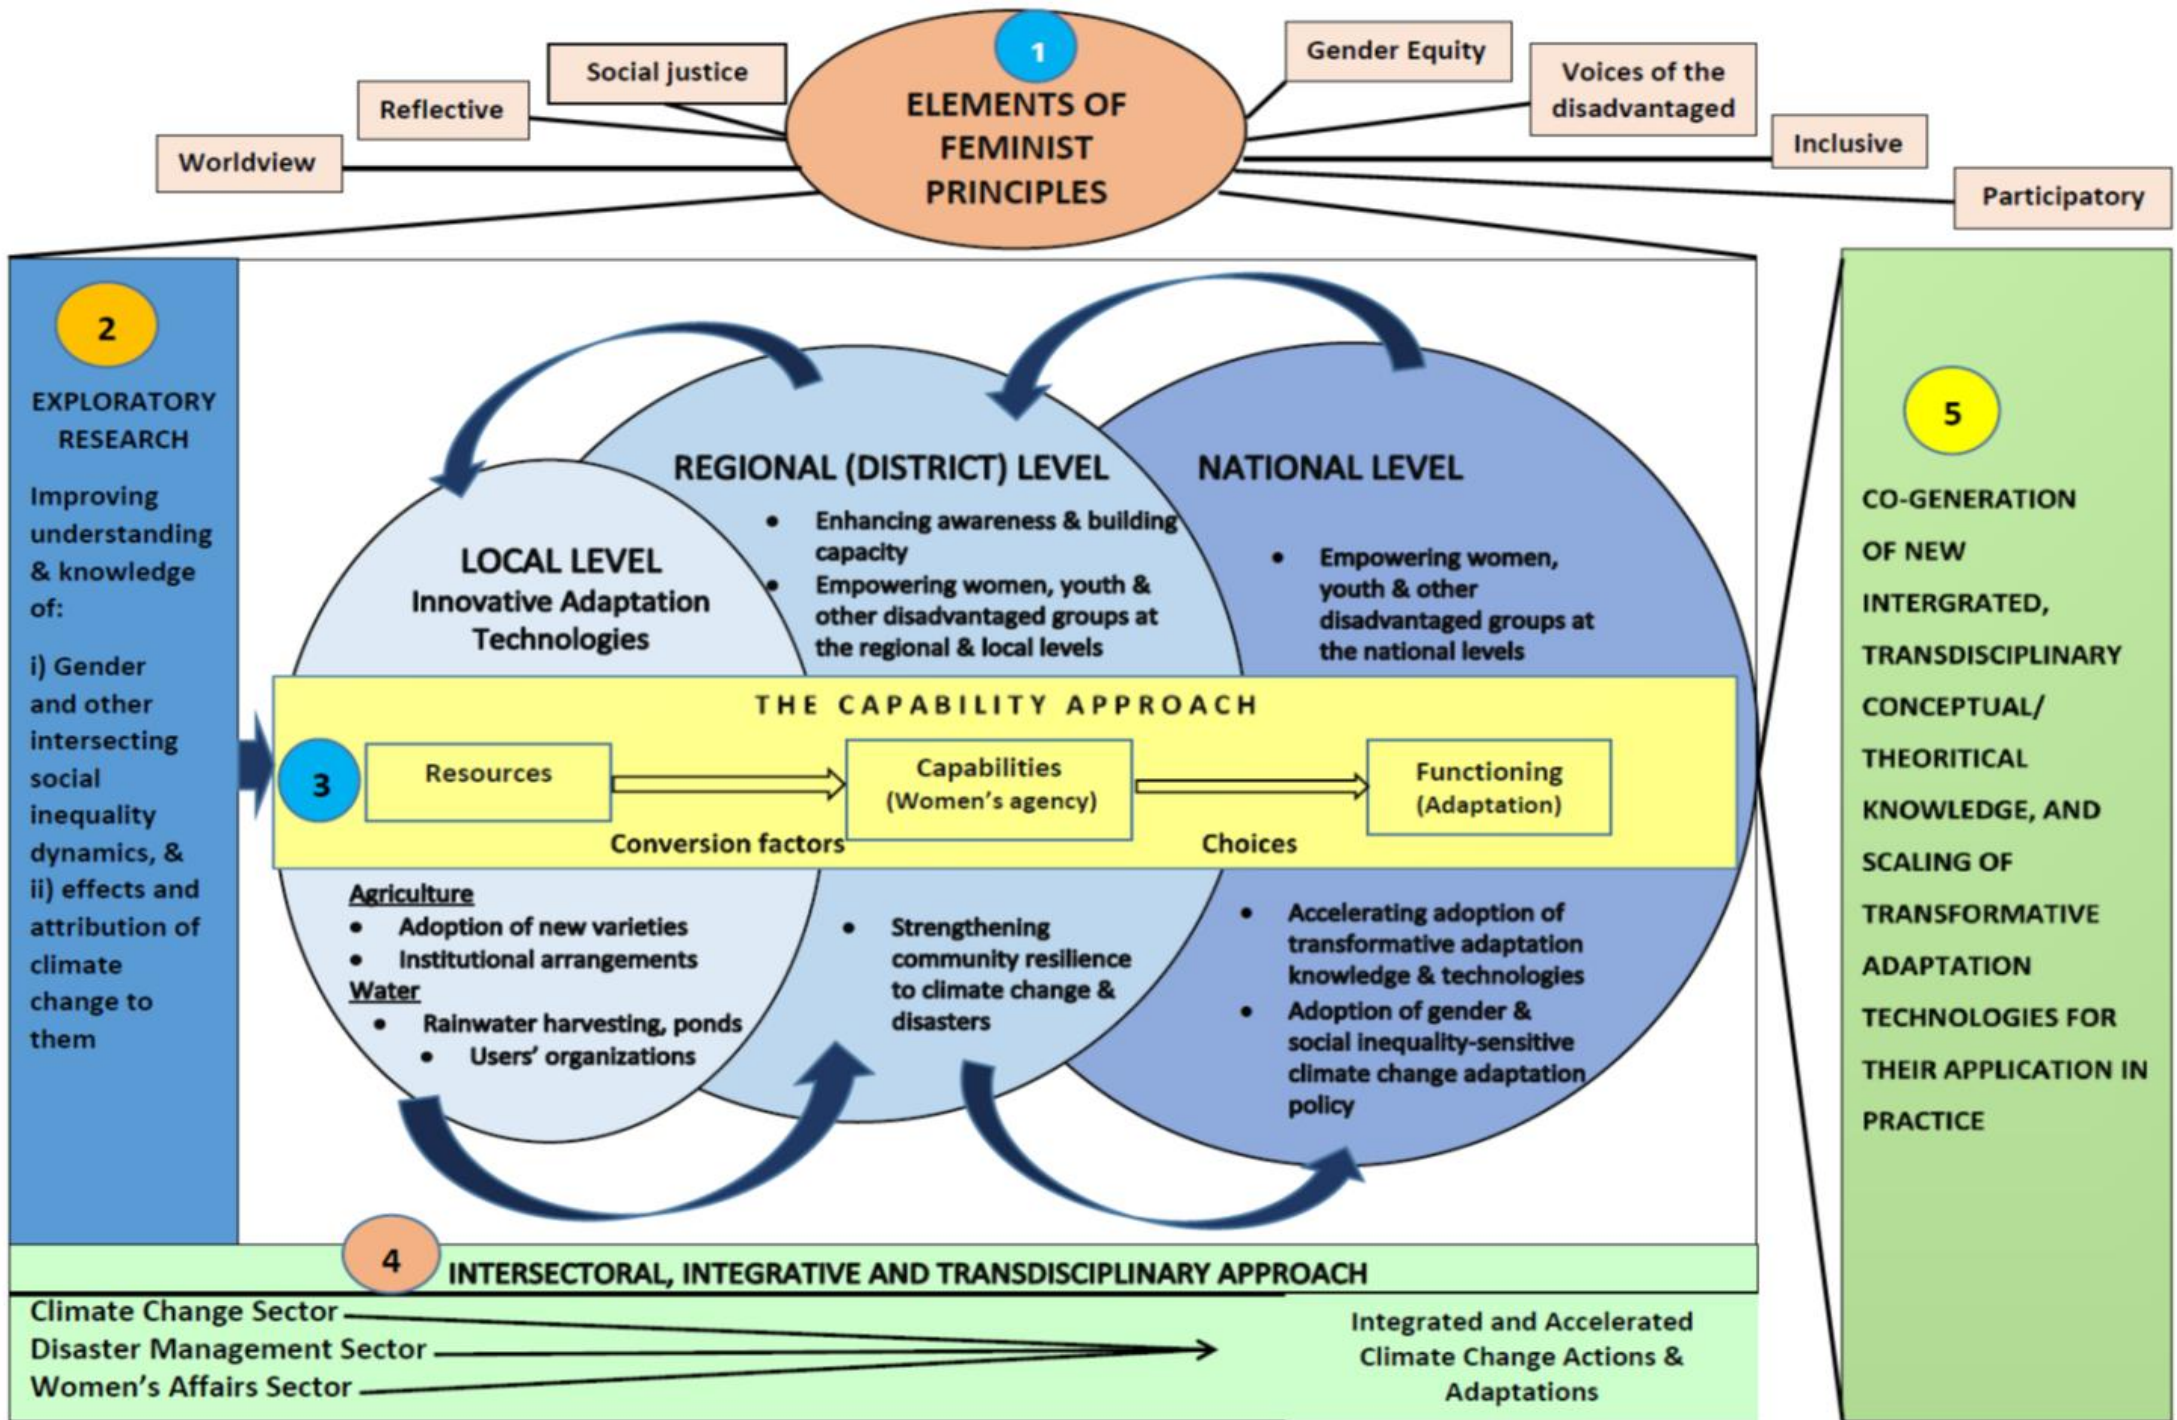 1
ELEMENTS OF
FEMINIST
PRINCIPLES
Worldview
Reflective
Social justice
Gender Equity
Voices of the
disadvantaged
Inclusive
Participatory
2
EXPLORATORY
RESEARCH
Improving
understanding
& knowledge
of:
i) Gender
and other
intersecting
social
inequality
dynamics, &
ii) effects and
attribution of
climate
change to
them
LOCAL LEVEL
Innovative Adaptation
Technologies
REGIONAL (DISTRICT) LEVEL
• Enhancing awareness & building
capacity
• Empowering women, youth &
other disadvantaged groups at
the regional & local levels
NATIONAL LEVEL
• Empowering women,
youth & other
disadvantaged groups at
the national levels
THE CAPABILITY APPROACH
3
Resources
Conversion factors
Capabilities
(Women's agency)
Choices
Functioning
(Adaptation)
Agriculture
• Adoption of new varieties
• Institutional arrangements
Water
• Rainwater harvesting, ponds
• Users' organizations
• Strengthening
community resilience
to climate change &
disasters
• Accelerating adoption of
transformative adaptation
knowledge & technologies
• Adoption of gender &
social inequality-sensitive
climate change adaptation
policy
4
INTERSECTORAL, INTEGRATIVE AND TRANSDISCIPLINARY APPROACH
Climate Change Sector
Disaster Management Sector
Women's Affairs Sector
Integrated and Accelerated
Climate Change Actions &
Adaptations
5
CO-GENERATION
OF NEW
INTERGRATED,
TRANSDISCIPLINARY
CONCEPTUAL/
THEORITICAL
KNOWLEDGE, AND
SCALING OF
TRANSFORMATIVE
ADAPTATION
TECHNOLOGIES FOR
THEIR APPLICATION IN
PRACTICE